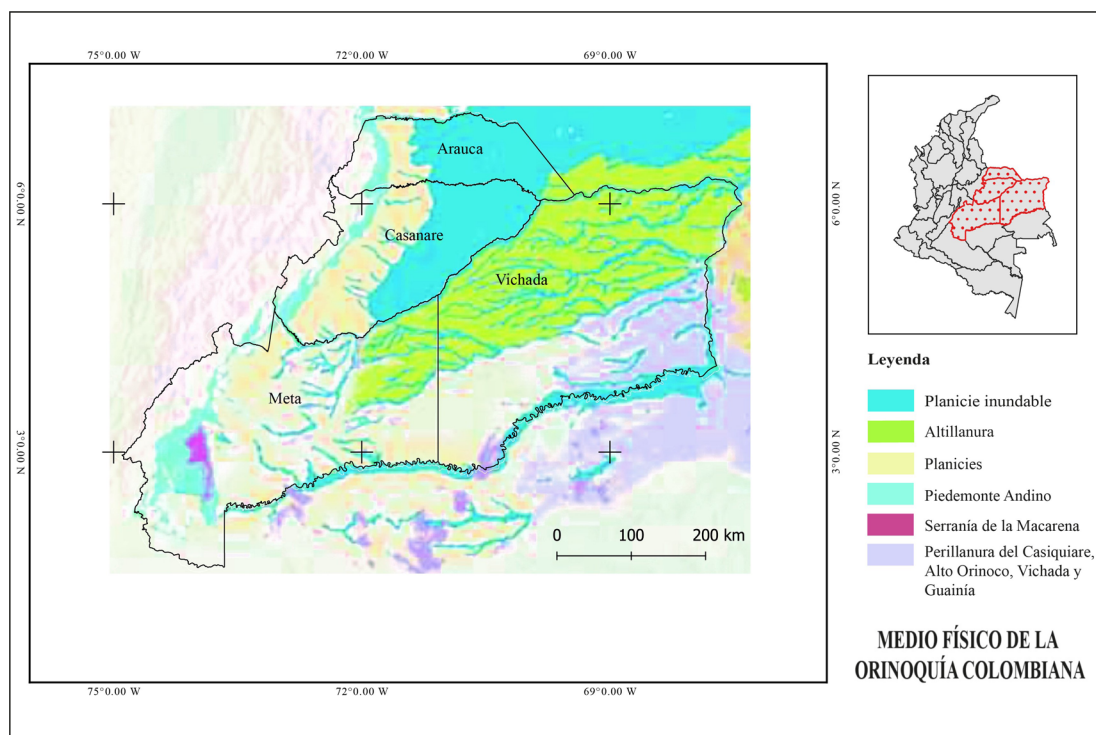 75°0.00 W 72°0.00 W 69°0.00 W
6°0.00 N
3°0.00 N
Arauca
Casanare
Vichada
Meta
0 100 200 km
75°0.00 W 72°0.00 W 69°0.00 W
6°0.00 N
3°0.00 N
Leyenda
Planicie inundable
Altillanura
Planicies
Piedemonte Andino
Serranía de la Macarena
Perillanura del Casiquiare,
Alto Orinoco, Vichada y
Guainía
MEDIO FÍSICO DE LA
ORINOQUÍA COLOMBIANA